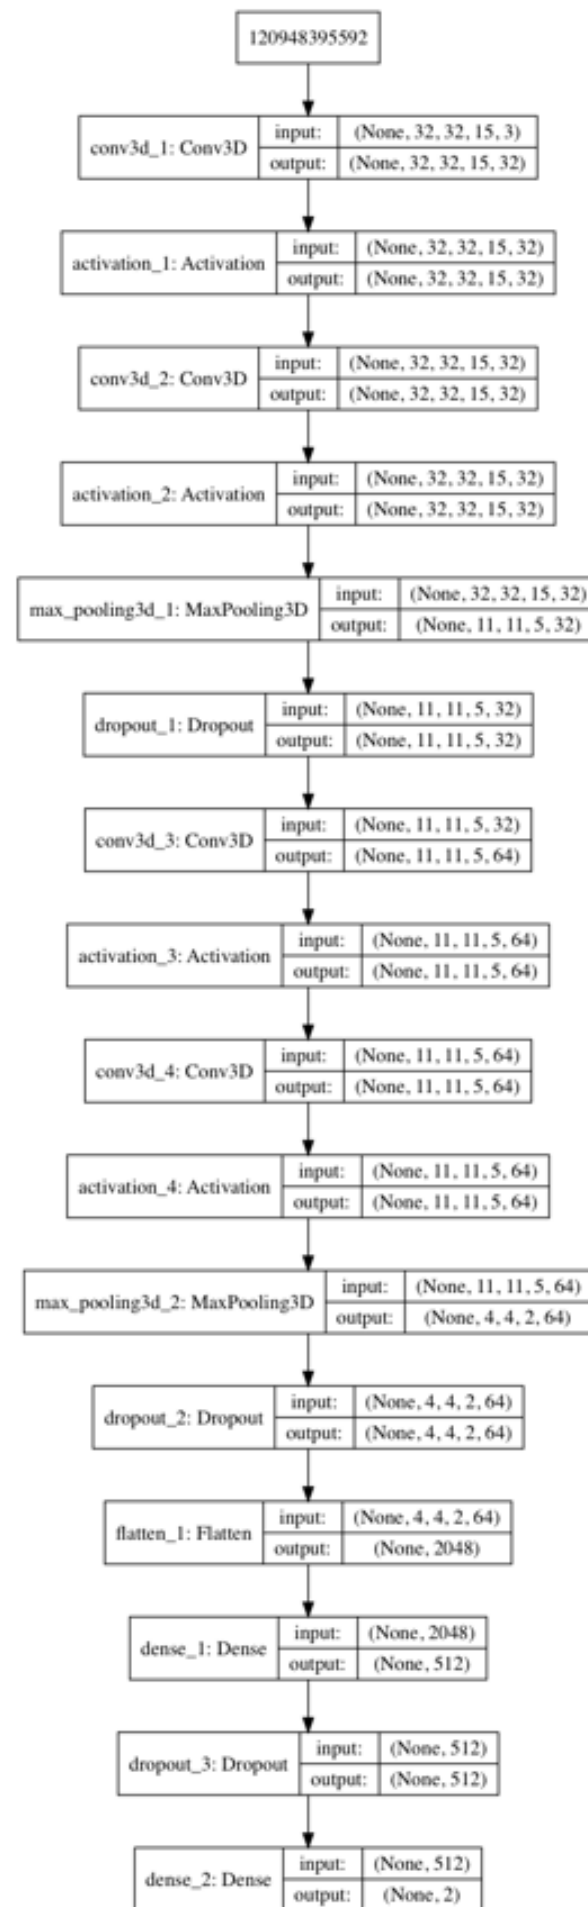 120948395592
conv3d_1: Conv3D
input: (None, 32, 32, 15, 3)
output: (None, 32, 32, 15, 32)
activation_1: Activation
input: (None, 32, 32, 15, 32)
output: (None, 32, 32, 15, 32)
conv3d_2: Conv3D
input: (None, 32, 32, 15, 32)
output: (None, 32, 32, 15, 32)
activation_2: Activation
input: (None, 32, 32, 15, 32)
output: (None, 32, 32, 15, 32)
max_pooling3d_1: MaxPooling3D
input: (None, 32, 32, 15, 32)
output: (None, 11, 11, 5, 32)
dropout_1: Dropout
input: (None, 11, 11, 5, 32)
output: (None, 11, 11, 5, 32)
conv3d_3: Conv3D
input: (None, 11, 11, 5, 32)
output: (None, 11, 11, 5, 64)
activation_3: Activation
input: (None, 11, 11, 5, 64)
output: (None, 11, 11, 5, 64)
conv3d_4: Conv3D
input: (None, 11, 11, 5, 64)
output: (None, 11, 11, 5, 64)
activation_4: Activation
input: (None, 11, 11, 5, 64)
output: (None, 11, 11, 5, 64)
max_pooling3d_2: MaxPooling3D
input: (None, 11, 11, 5, 64)
output: (None, 4, 4, 2, 64)
dropout_2: Dropout
input: (None, 4, 4, 2, 64)
output: (None, 4, 4, 2, 64)
flatten_1: Flatten
input: (None, 4, 4, 2, 64)
output: (None, 2048)
dense_1: Dense
input: (None, 2048)
output: (None, 512)
dropout_3: Dropout
input: (None, 512)
output: (None, 512)
dense_2: Dense
input: (None, 512)
output: (None, 2)